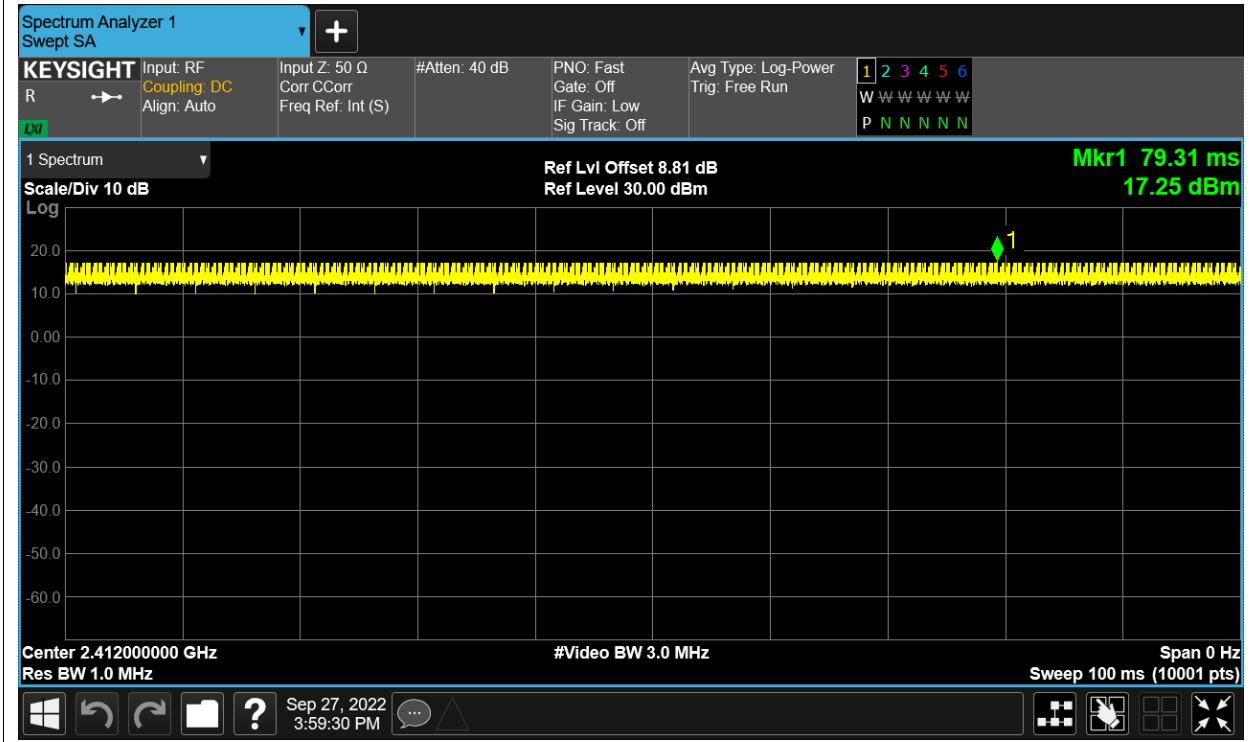 Spectrum Analyzer 1
Swept SA
KEYSIGHT
R
LXI
Input: RF
Coupling: DC
Align: Auto
Input Z: 50 Ω
Corr CCorr
Freq Ref: Int (S)
#Atten: 40 dB
PNO: Fast
Gate: Off
IF Gain: Low
Sig Track: Off
Avg Type: Log-Power
Trig: Free Run
1 2 3 4 5 6
W W W W W W
P N N N N N
1 Spectrum
Scale/Div 10 dB
Log
Ref Lvl Offset 8.81 dB
Ref Level 30.00 dBm
Mkr1 79.31 ms
17.25 dBm
1
20.0
10.0
0.00
-10.0
-20.0
-30.0
-40.0
-50.0
-60.0
Center 2.412000000 GHz
Res BW 1.0 MHz
#Video BW 3.0 MHz
Span 0 Hz
Sweep 100 ms (10001 pts)
?
Sep 27, 2022
3:59:30 PM